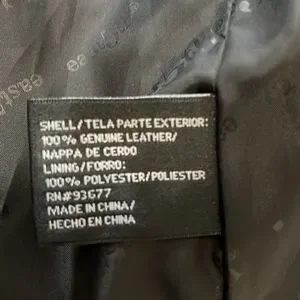 SHELL/TELA PARTE EXTERIOR:
100% GENUINE LEATHER/
NAPPA DE CERDO
LINING/FORRO:
100% POLYESTER/POLIESTER
RN#93677
MADE IN CHINA/
HECHO EN CHINA